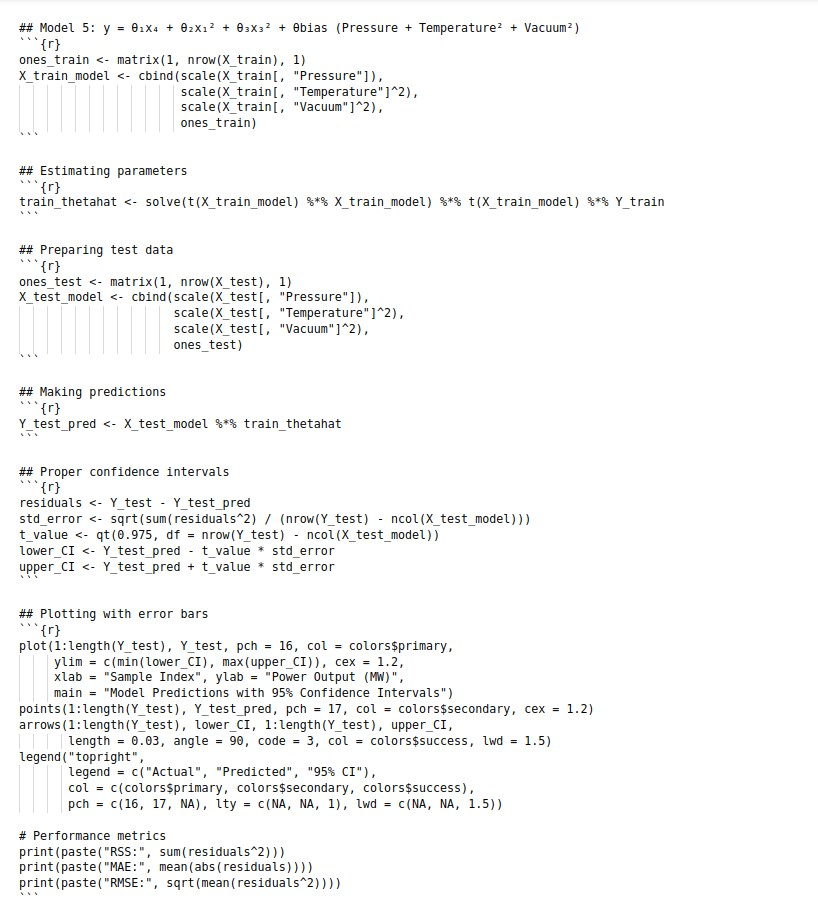 ## Model 5: y = θ₁x₄ + θ₂x₁² + θ₃x₃² + θbias (Pressure + Temperature² + Vacuum²)
```{r}
ones_train <- matrix(1, nrow(X_train), 1)
X_train_model <- cbind(scale(X_train[, "Pressure"]),
                       scale(X_train[, "Temperature"]^2),
                       scale(X_train[, "Vacuum"]^2),
                       ones_train)
```

## Estimating parameters
```{r}
train_thetahat <- solve(t(X_train_model) %*% X_train_model) %*% t(X_train_model) %*% Y_train
```

## Preparing test data
```{r}
ones_test <- matrix(1, nrow(X_test), 1)
X_test_model <- cbind(scale(X_test[, "Pressure"]),
                      scale(X_test[, "Temperature"]^2),
                      scale(X_test[, "Vacuum"]^2),
                      ones_test)
```

## Making predictions
```{r}
Y_test_pred <- X_test_model %*% train_thetahat
```

## Proper confidence intervals
```{r}
residuals <- Y_test - Y_test_pred
std_error <- sqrt(sum(residuals^2) / (nrow(Y_test) - ncol(X_test_model)))
t_value <- qt(0.975, df = nrow(Y_test) - ncol(X_test_model))
lower_CI <- Y_test_pred - t_value * std_error
upper_CI <- Y_test_pred + t_value * std_error
```

## Plotting with error bars
```{r}
plot(1:length(Y_test), Y_test, pch = 16, col = colors$primary,
     ylim = c(min(lower_CI), max(upper_CI)), cex = 1.2,
     xlab = "Sample Index", ylab = "Power Output (MW)",
     main = "Model Predictions with 95% Confidence Intervals")
points(1:length(Y_test), Y_test_pred, pch = 17, col = colors$secondary, cex = 1.2)
arrows(1:length(Y_test), lower_CI, 1:length(Y_test), upper_CI,
       length = 0.03, angle = 90, code = 3, col = colors$success, lwd = 1.5)
legend("topright",
       legend = c("Actual", "Predicted", "95% CI"),
       col = c(colors$primary, colors$secondary, colors$success),
       pch = c(16, 17, NA), lty = c(NA, NA, 1), lwd = c(NA, NA, 1.5))

# Performance metrics
print(paste("RSS:", sum(residuals^2)))
print(paste("MAE:", mean(abs(residuals))))
print(paste("RMSE:", sqrt(mean(residuals^2))))
```